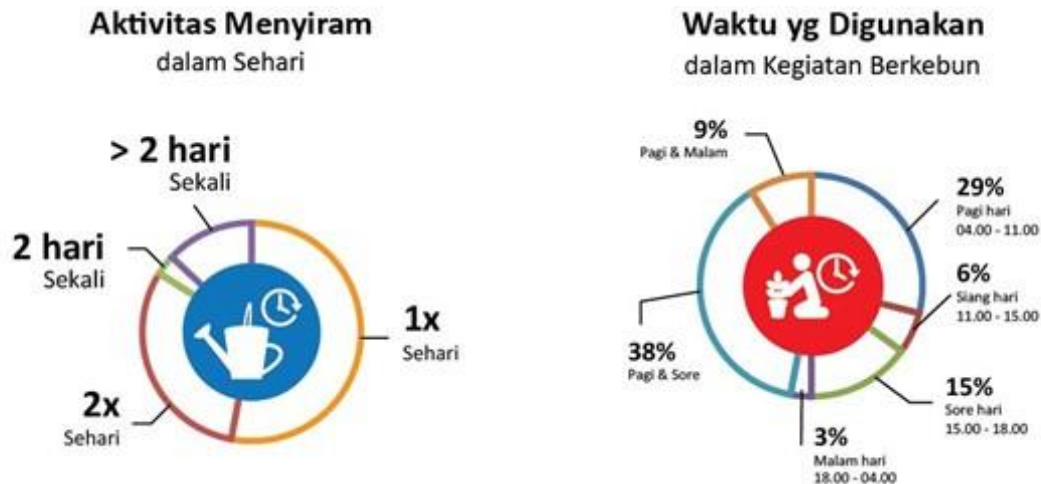 Aktivitas Menyiram
dalam Sehari
> 2 hari
Sekali
2 hari
Sekali
1x
Sehari
2x
Sehari
Waktu yg Digunakan
dalam Kegiatan Berkebun
9%
Pagi & Malam
29%
Pagi hari
04.00 - 11.00
6%
Siang hari
11.00 - 15.00
38%
Pagi & Sore
15%
Sore hari
15.00 - 18.00
3%
Malam hari
18.00 - 04.00